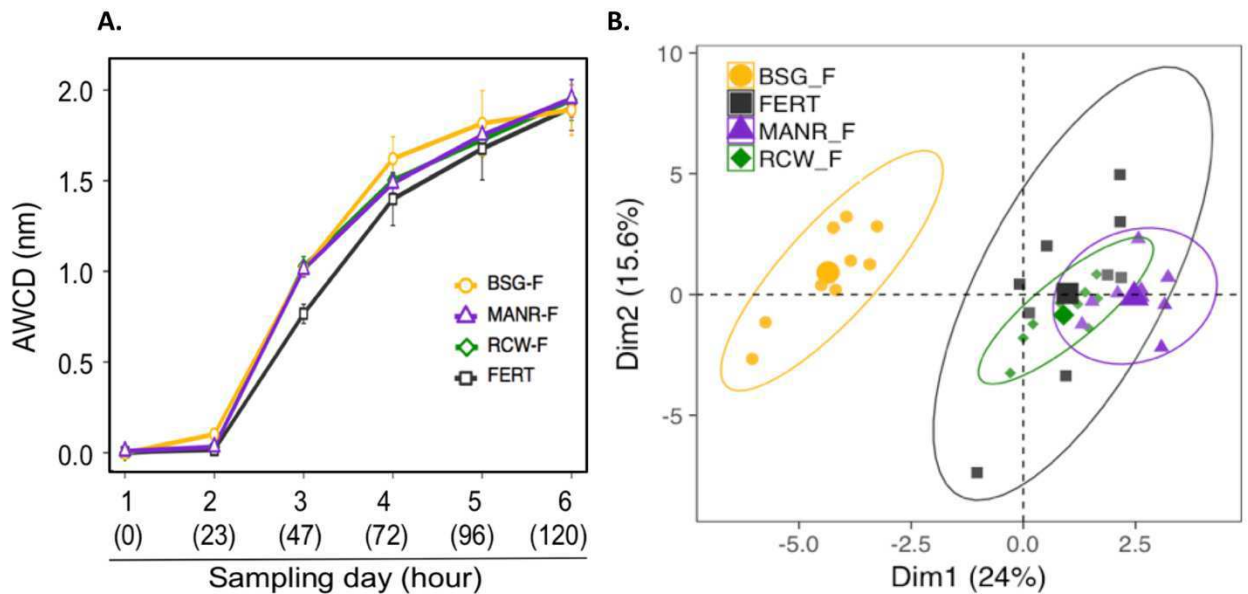 A.
AWCD (nm)
2.0
1.5
1.0
0.5
0.0
BSG-F
MANR-F
RCW-F
FERT
1 2 3 4 5 6
(0) (23) (47) (72) (96) (120)
Sampling day (hour)
B.
Dim2 (15.6%)
10
5
0
-5
BSG_F
FERT
MANR_F
RCW_F
-5.0 -2.5 0.0 2.5
Dim1 (24%)